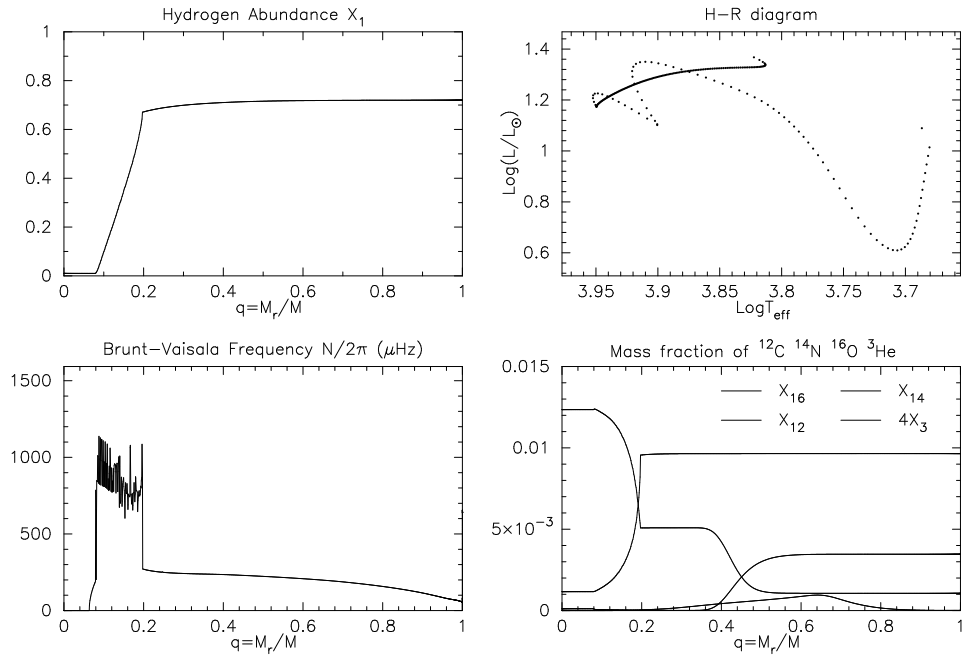 Hydrogen Abundance X₁
1
0.8
0.6
0.4
0.2
0
0 0.2 0.4 0.6 0.8 1
q=Mᵣ/M
H−R diagram
Log(L/L☉)
1.4
1.2
1
0.8
0.6
3.95 3.9 3.85 3.8 3.75 3.7
LogT_eff
Brunt−Vaisala Frequency N/2π (μHz)
1500
1000
500
0
0 0.2 0.4 0.6 0.8 1
q=Mᵣ/M
Mass fraction of ¹²C ¹⁴N ¹⁶O ³He
0.015
0.01
5×10⁻³
0
X₁₆ X₁₄
X₁₂ 4X₃
0 0.2 0.4 0.6 0.8 1
q=Mᵣ/M